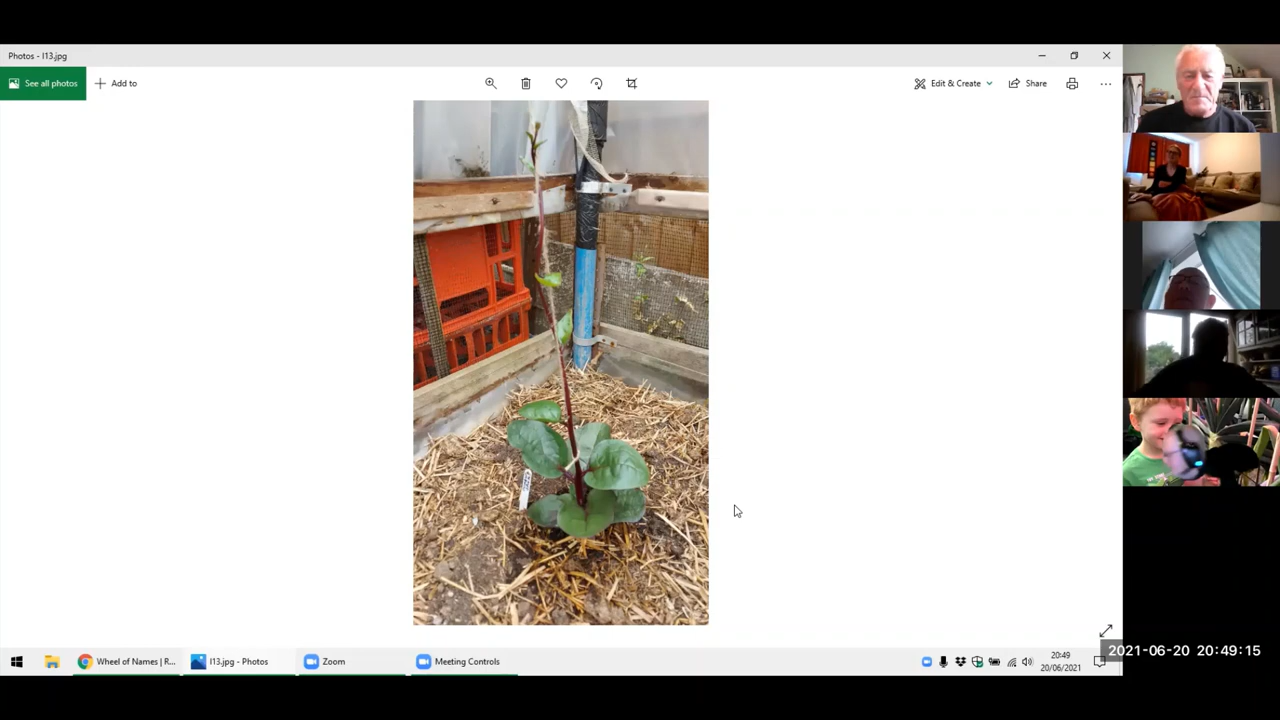 Photos - I13.jpg
See all photos
Add to
Edit & Create
Share
Wheel of Names | R...
I13.jpg - Photos
Zoom
Meeting Controls
20:49
20/06/2021
2021-06-20 20:49:15